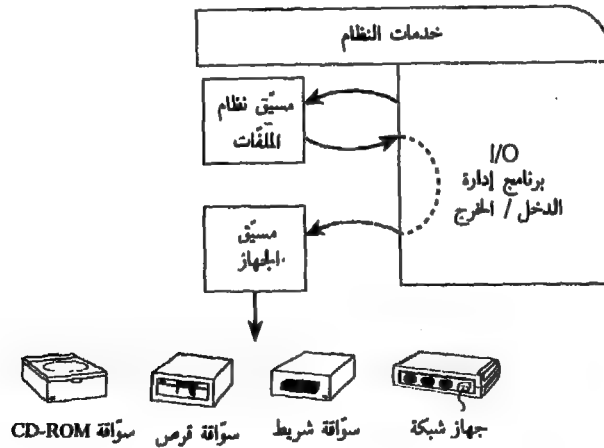 خدمات النظام
مسيّق نظام
الملفّات
I/O
برنامج إدارة
الدخل / الخرج
مسيّق
الجهاز
جهاز شبكة
سوّاقة شريط
سوّاقة قرص
سوّاقة CD-ROM